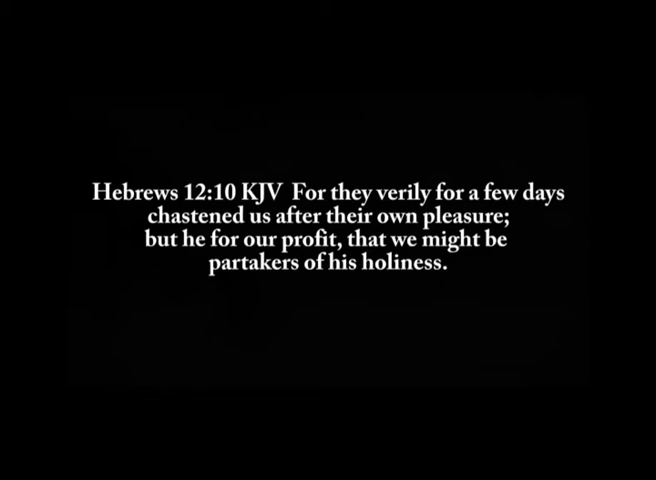 Hebrews 12:10 KJV  For they verily for a few days
chastened us after their own pleasure;
but he for our profit, that we might be
partakers of his holiness.